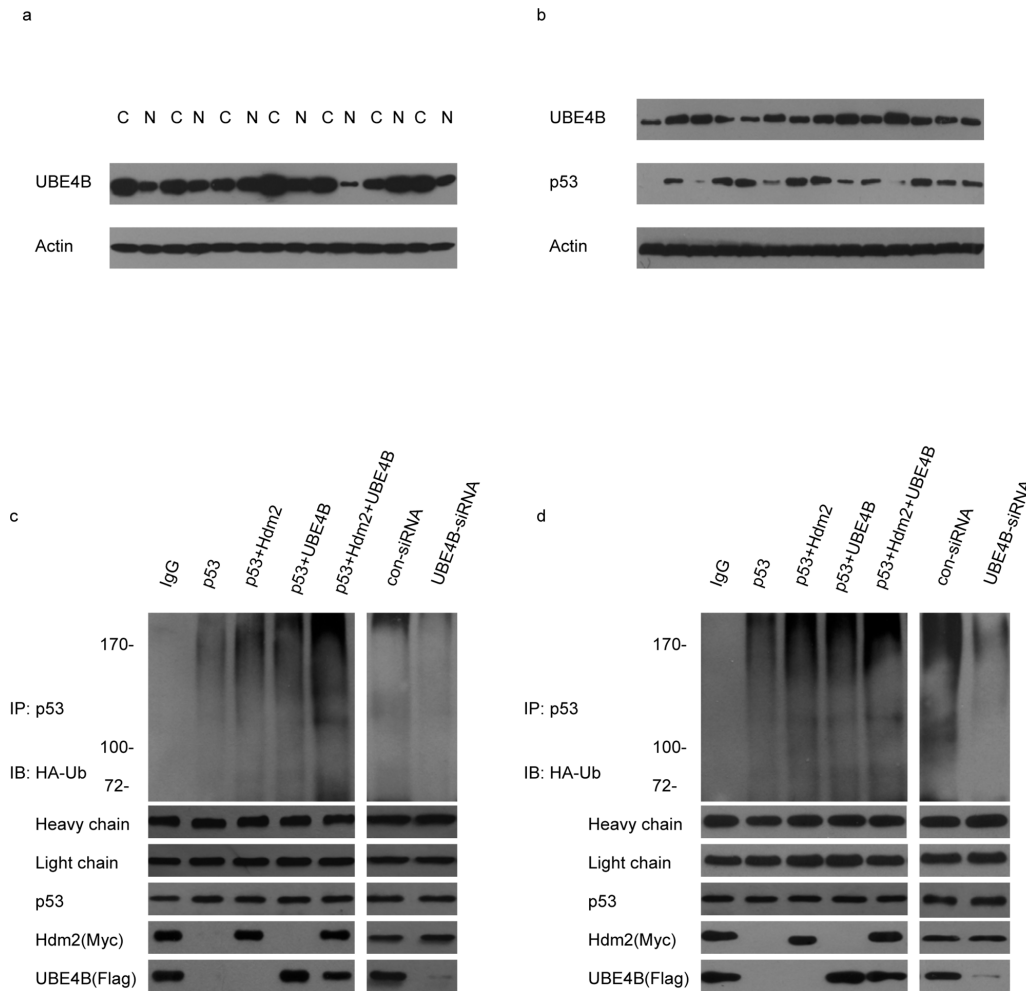 a
C N C N C N C N C N C N C N
UBE4B
Actin
b
UBE4B
p53
Actin
c
IgG
p53
p53+Hdm2
p53+UBE4B
p53+Hdm2+UBE4B
con-siRNA
UBE4B-siRNA
170-
IP: p53
100-
IB: HA-Ub
72-
Heavy chain
Light chain
p53
Hdm2(Myc)
UBE4B(Flag)
d
IgG
p53
p53+Hdm2
p53+UBE4B
p53+Hdm2+UBE4B
con-siRNA
UBE4B-siRNA
170-
IP: p53
100-
IB: HA-Ub
72-
Heavy chain
Light chain
p53
Hdm2(Myc)
UBE4B(Flag)